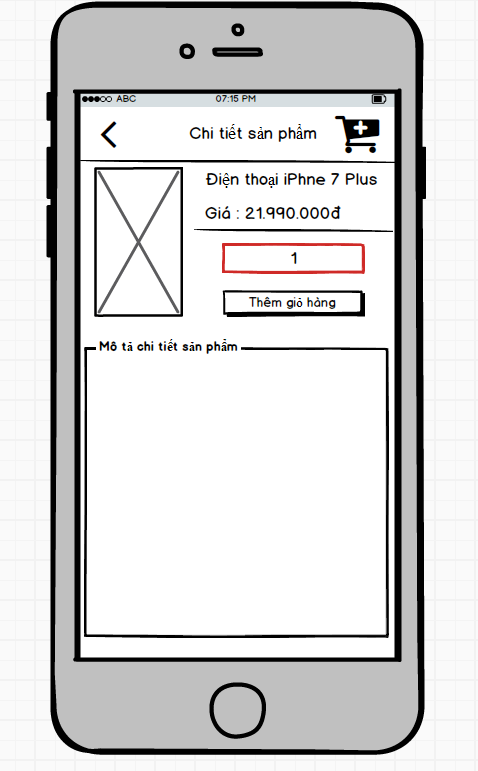 ABC 07:15 PM
Chi tiết sản phẩm
Điện thoại iPhne 7 Plus
Giá : 21.990.000đ
1
Thêm giỏ hàng
Mô tả chi tiết sản phẩm